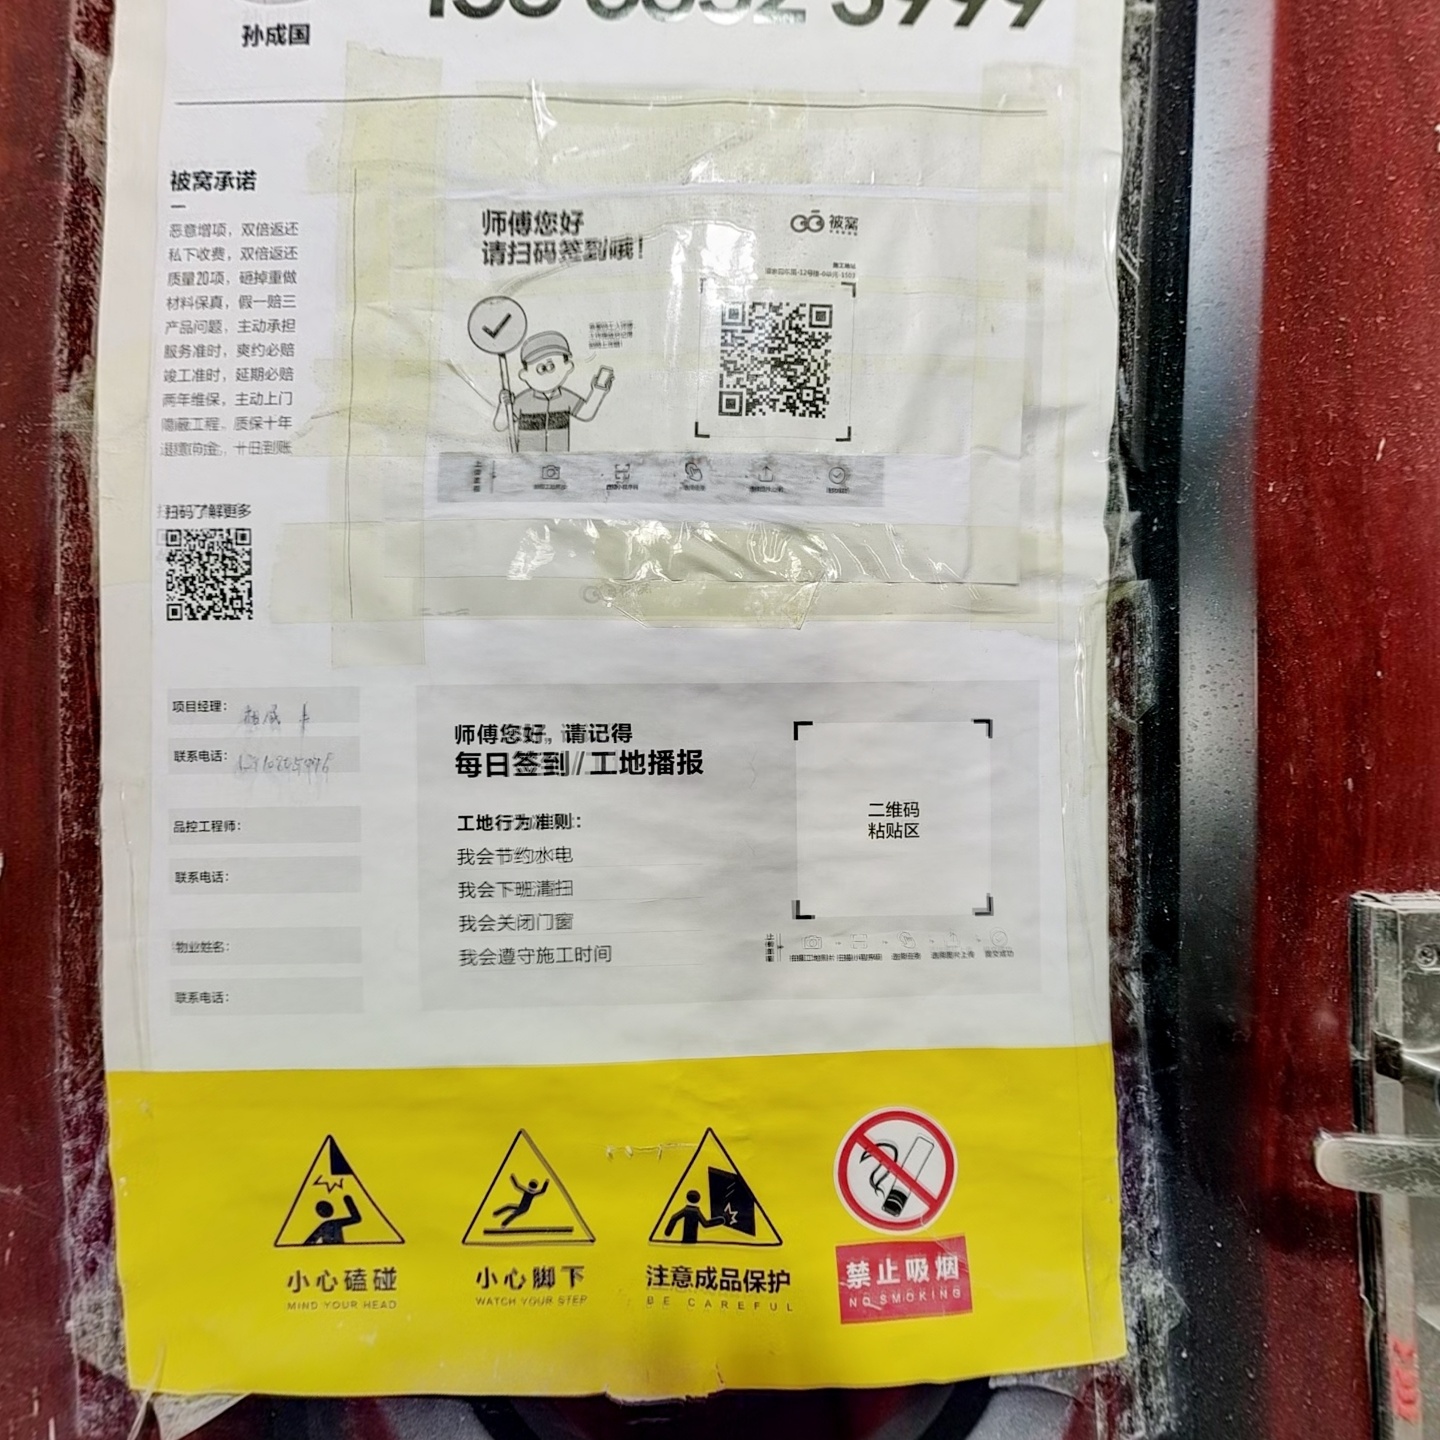 孙成国
被窝承诺
恶意增项，双倍返还
私下收费，双倍返还
质量20项，砸掉重做
材料保真，假一赔三
产品问题，主动承担
服务准时，爽约必赔
竣工准时，延期必赔
两年维保，主动上门
隐蔽工程，质保十年
扫码了解更多
师傅您好
请扫码签到哦！
被窝
项目经理：
联系电话：
品控工程师：
联系电话：
物业姓名：
联系电话：
师傅您好，请记得
每日签到//工地播报
工地行为准则：
我会节约水电
我会下班清扫
我会关闭门窗
我会遵守施工时间
二维码
粘贴区
小心磕碰
MIND YOUR HEAD
小心脚下
WATCH YOUR STEP
注意成品保护
BE CAREFUL
禁止吸烟
NO SMOKING